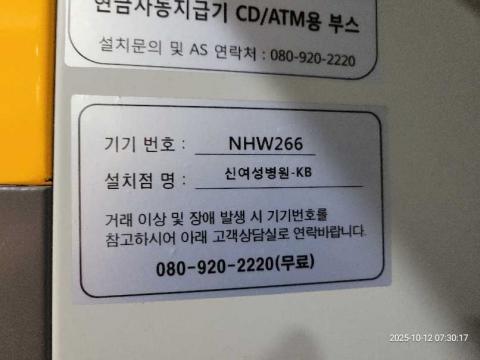 현금자동지급기 CD/ATM용 부스
설치문의 및 AS 연락처 : 080-920-2220
기기 번호 : NHW266
설치점 명 : 신여성병원-KB
거래 이상 및 장애 발생 시 기기번호를
참고하시어 아래 고객상담실로 연락바랍니다.
080-920-2220(무료)
2025-10-12 07:30:17